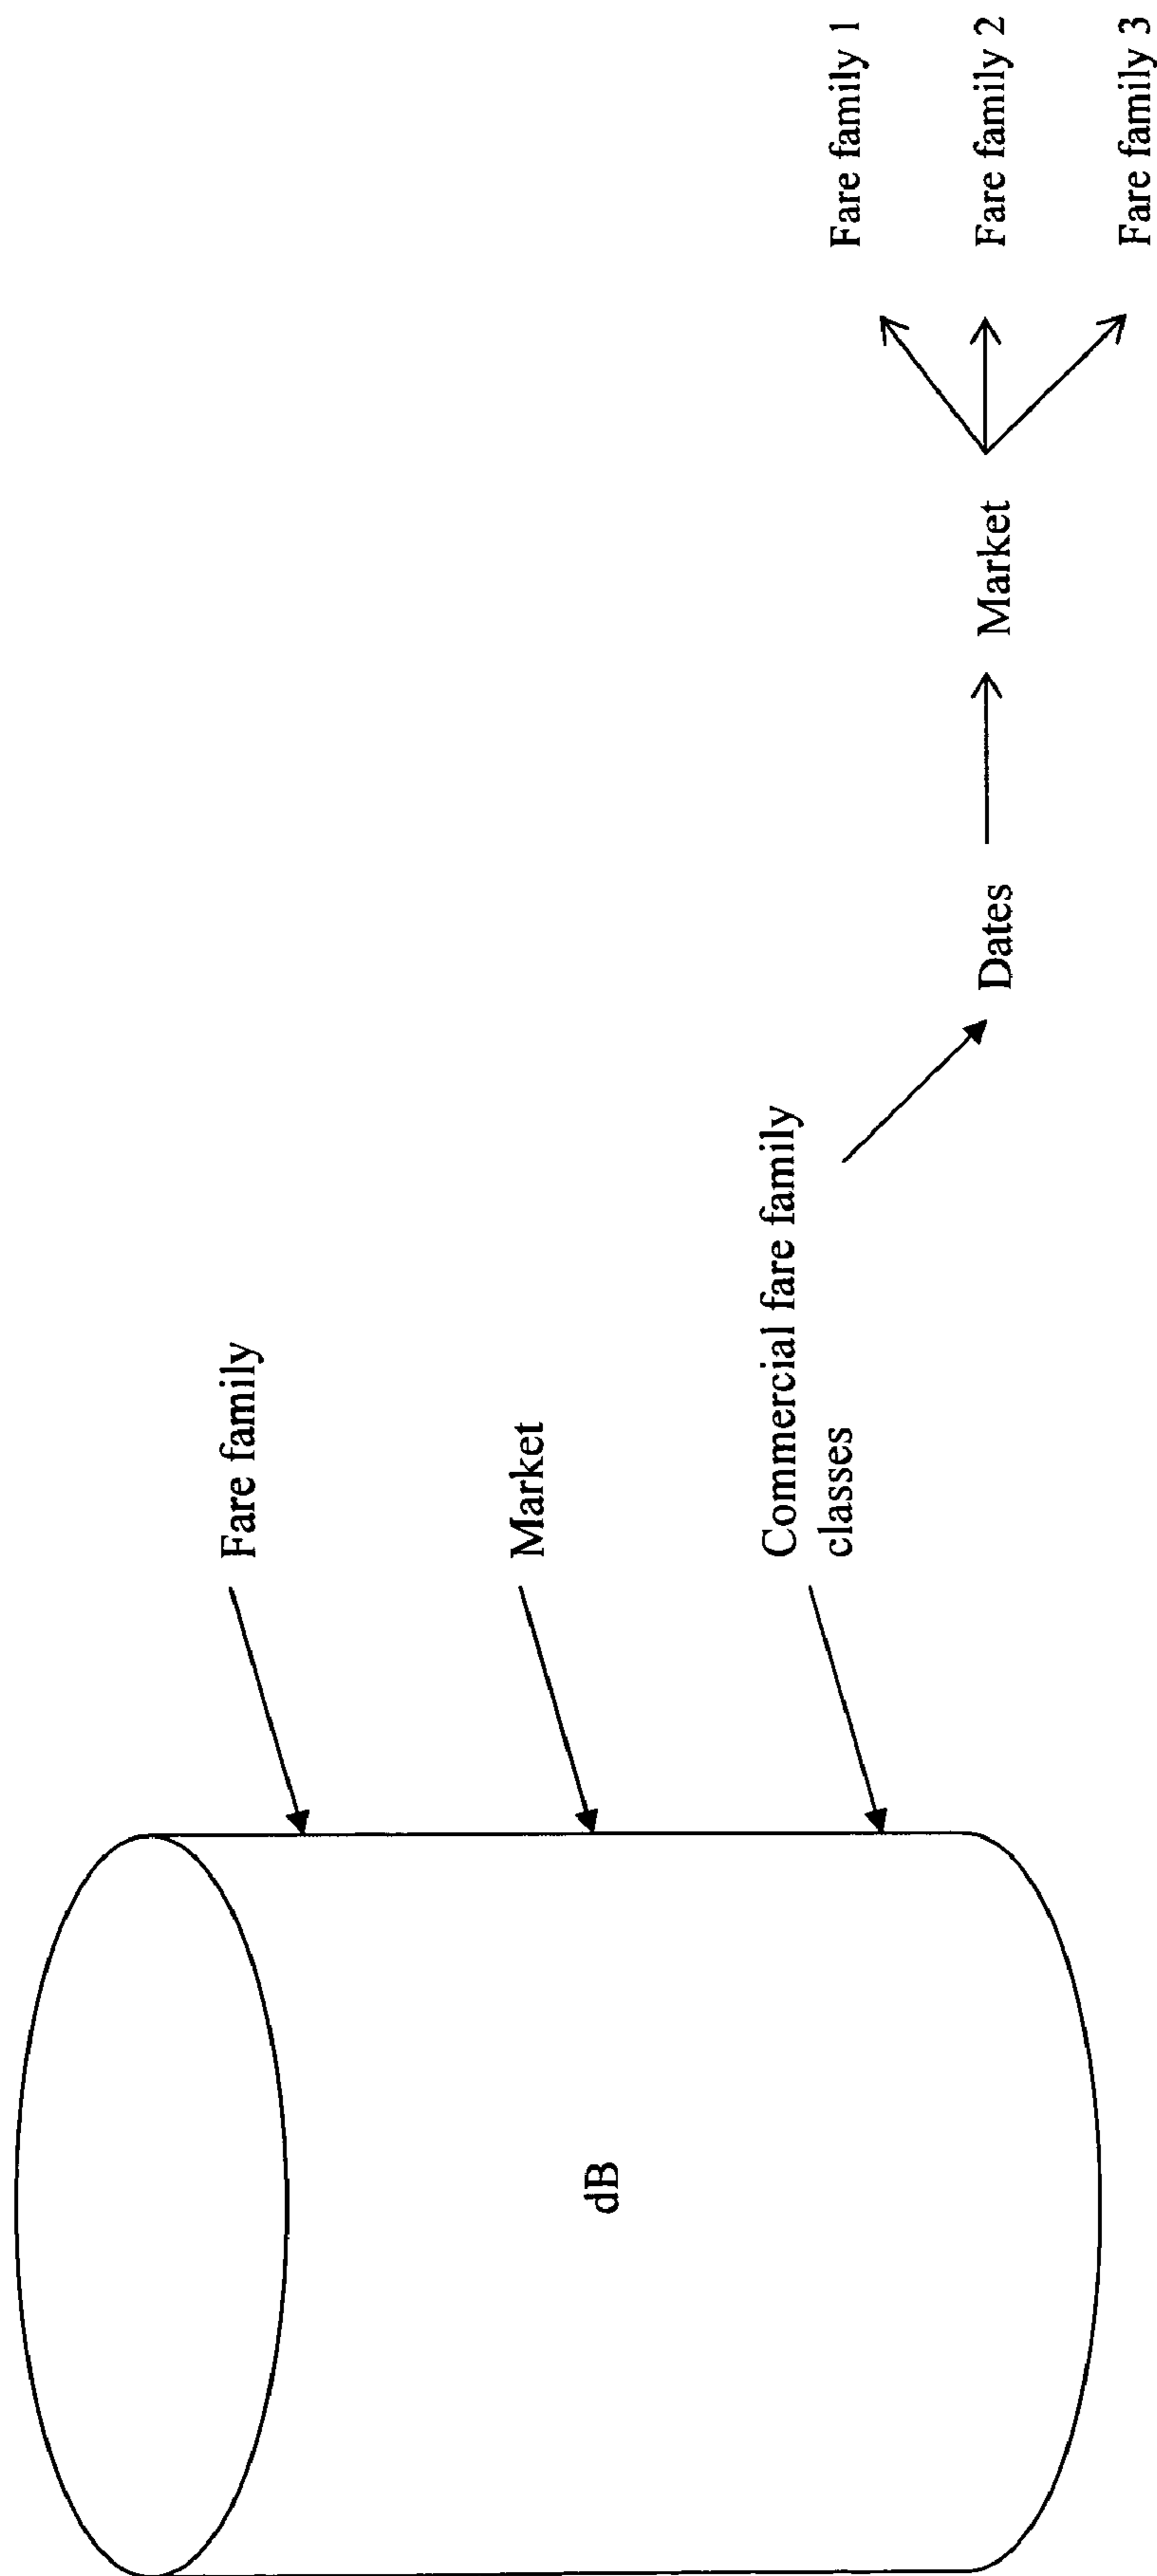 dB
Fare family
Market
Commercial fare family
classes
Dates
Market
Fare family 1
Fare family 2
Fare family 3